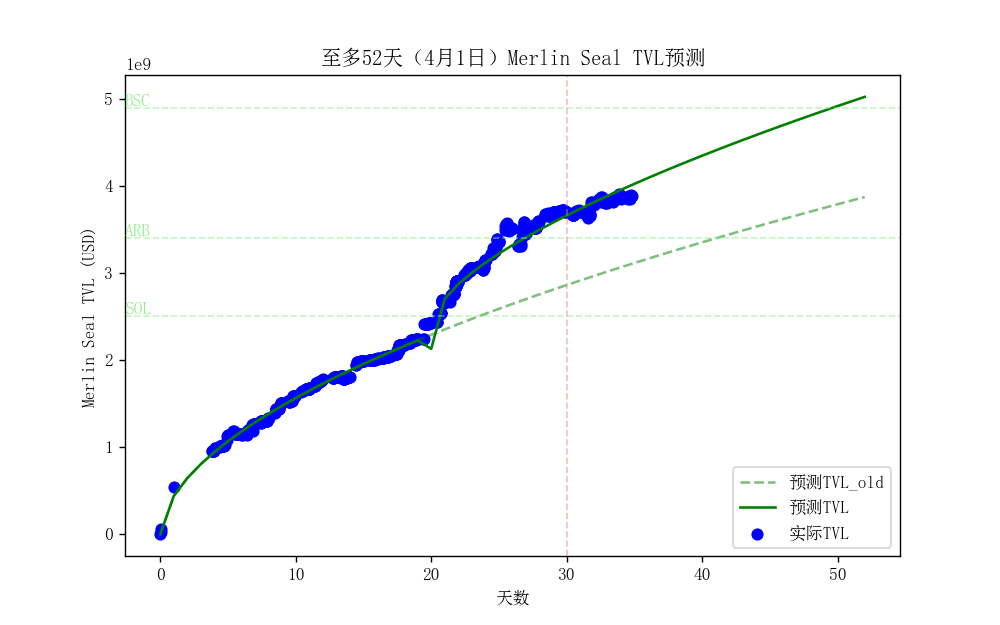 至多52天（4月1日）Merlin Seal TVL预测
1e9
Merlin Seal TVL (USD)
5
4
3
2
1
0
BSC
ARB
SOL
预测TVL_old
预测TVL
实际TVL
0 10 20 30 40 50
天数